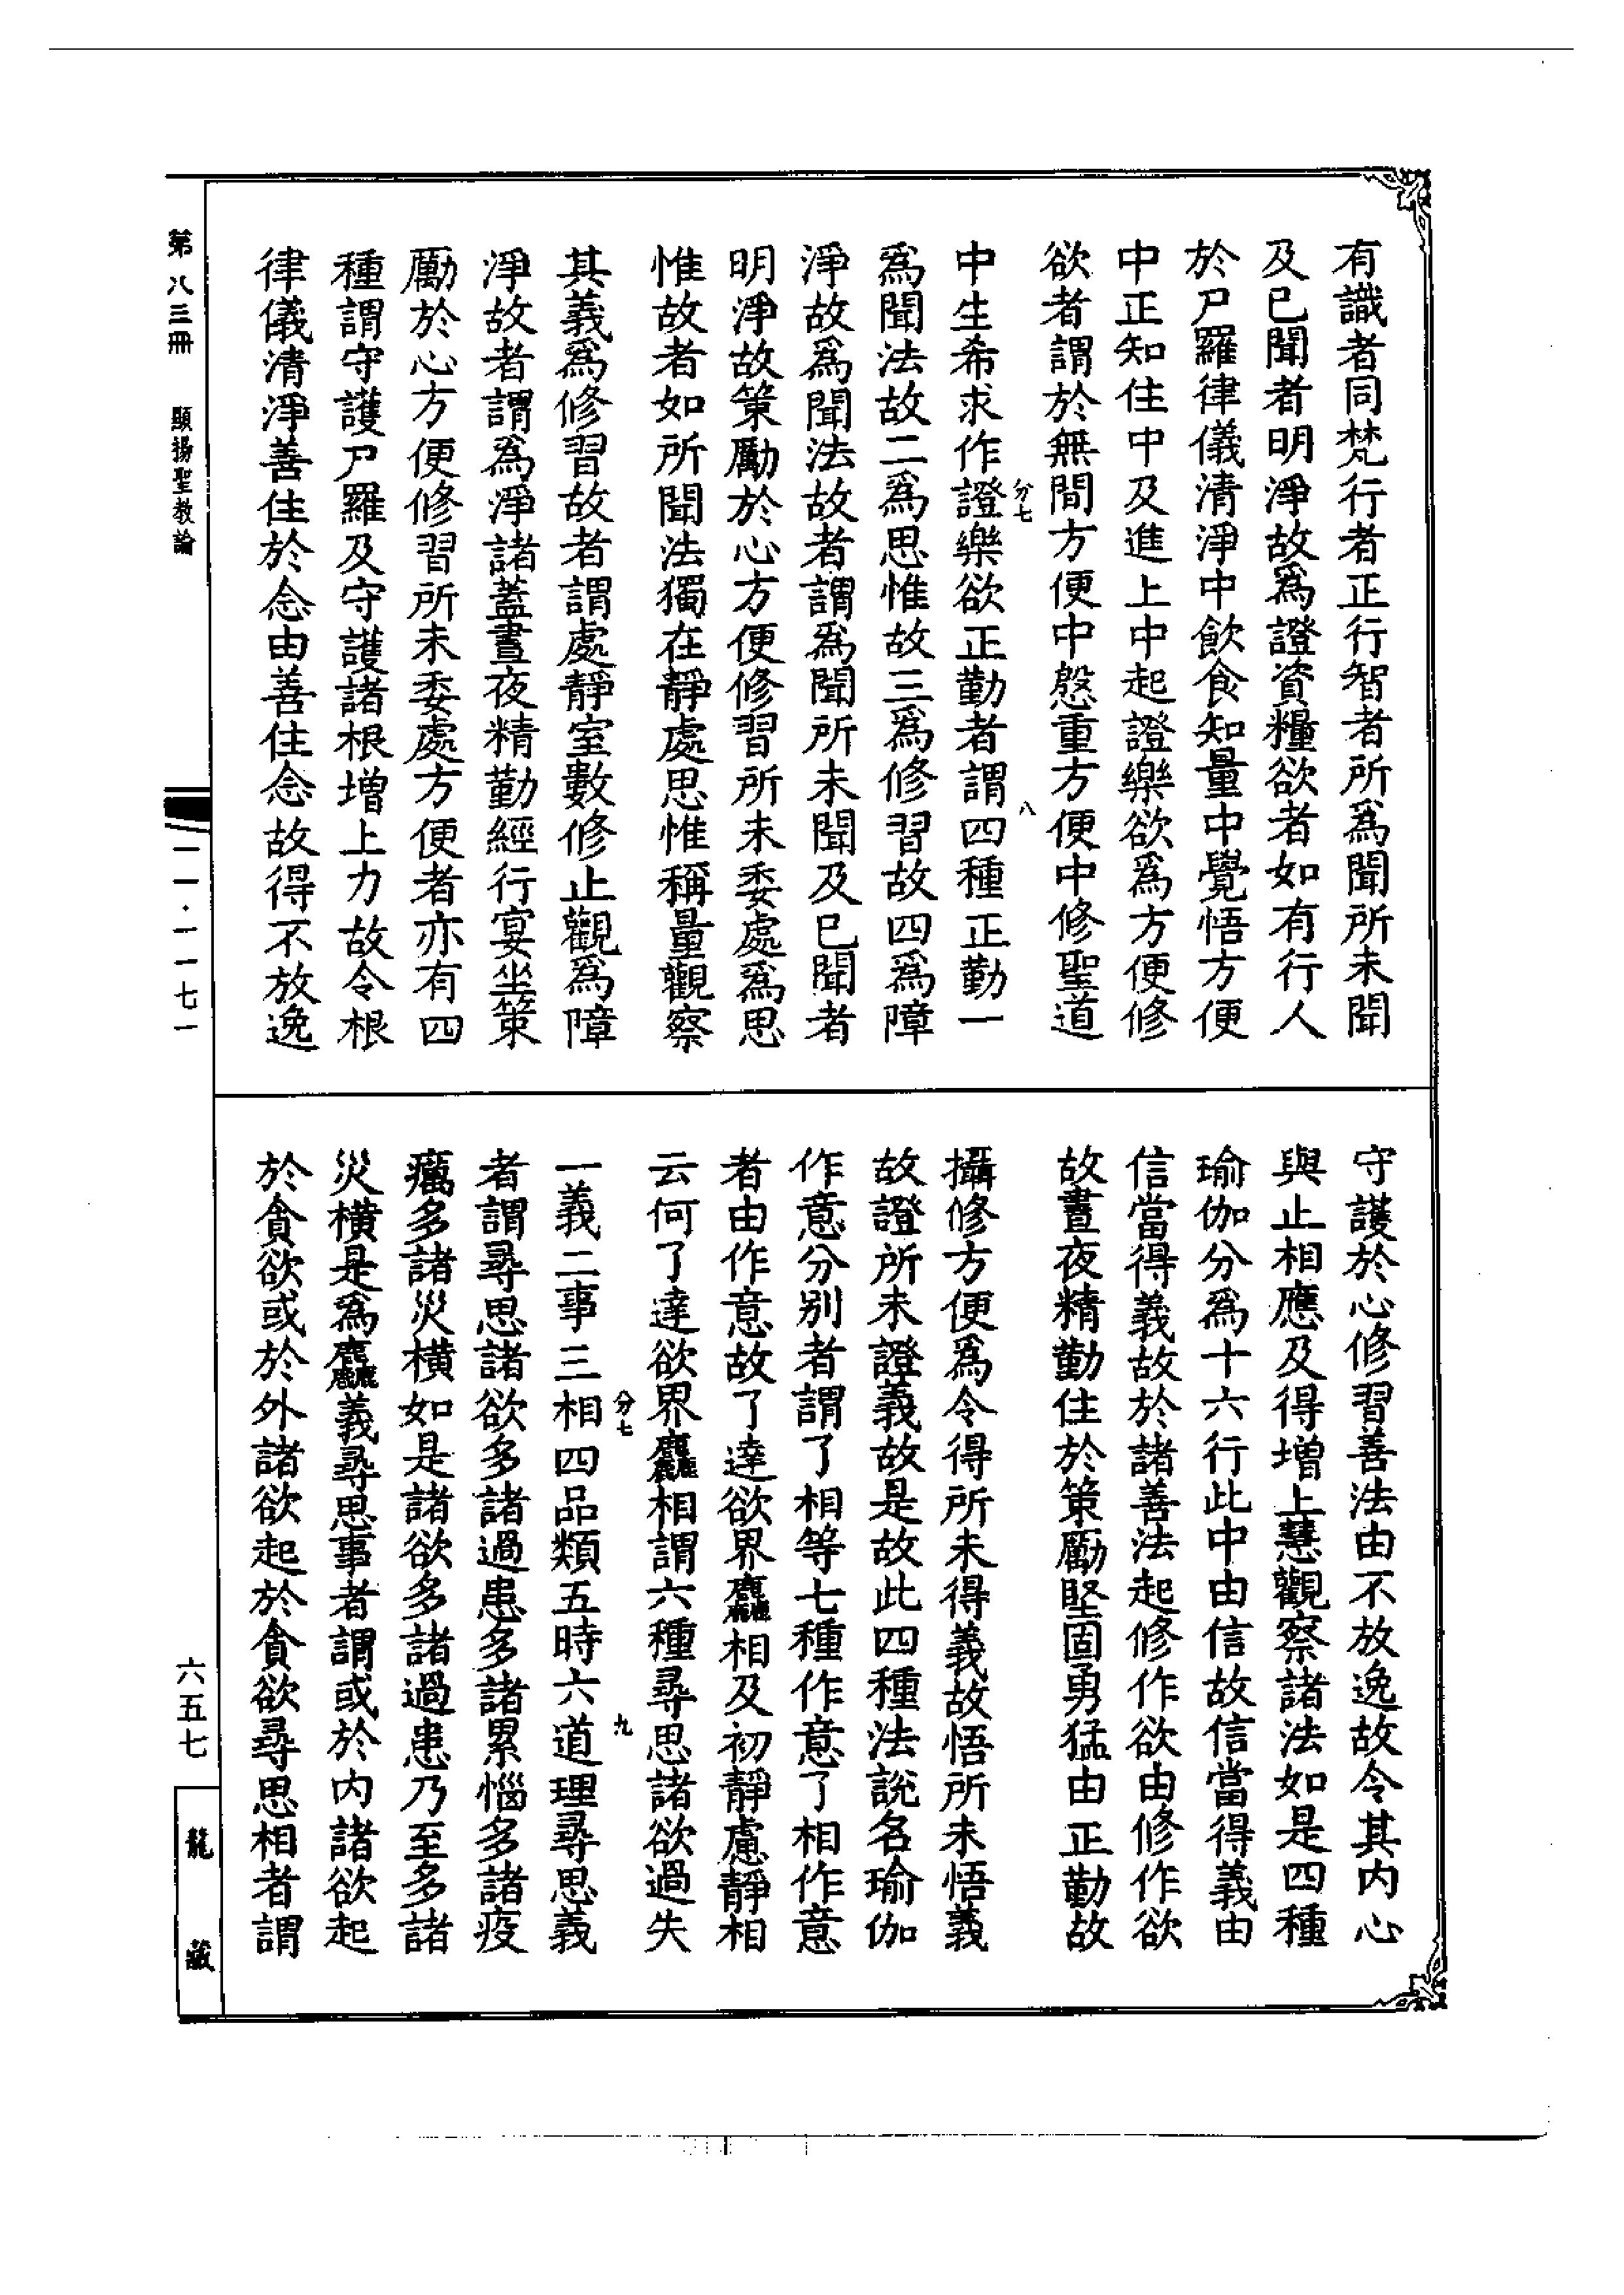 有識者同梵行者正行智者所爲聞所未聞
及已聞者明淨故爲證資糧欲者如有行人
於尸羅律儀清淨中飲食知量中覺悟方便
中正知住中及進上中起證樂欲爲方便修
欲者謂於無間方便中慇重方便中修聖道
分七
八
中生希求作證樂欲正勤者謂四種正勤一
爲聞法故二爲思惟故三爲修習故四爲障
淨故爲聞法故者謂爲聞所未聞及已聞者
明淨故策勵於心方便修習所未委處爲思
惟故者如所聞法獨在靜處思惟稱量觀察
其義爲修習故者謂處靜室數修止觀爲障
淨故者謂爲淨諸蓋晝夜精勤經行宴坐策
勵於心方便修習所未委處方便者亦有四
種謂守護尸羅及守護諸根增上力故令根
律儀清淨善住於念由善住念故得不放逸
守護於心修習善法由不放逸故令其内心
與止相應及得增上慧觀察諸法如是四種
瑜伽分爲十六行此中由信故信當得義由
信當得義故於諸善法起修作欲由修作欲
故晝夜精勤住於策勵堅固勇猛由正勤故
攝修方便爲令得所未得義故悟所未悟義
故證所未證義故是故此四種法說名瑜伽
作意分別者謂了相等七種作意了相作意
者由作意故了達欲界麤相及初靜慮靜相
云何了達欲界麤相謂六種尋思諸欲過失
分七
九
一義二事三相四品類五時六道理尋思義
者謂尋思諸欲多諸過患多諸累惱多諸疫
癘多諸災橫如是諸欲多諸過患乃至多諸
災橫是爲麤義尋思事者謂或於内諸欲起
於貪欲或於外諸欲起於貪欲尋思相者謂
第八三冊　顯揚聖教論
一一·一一七一
六五七
龍藏